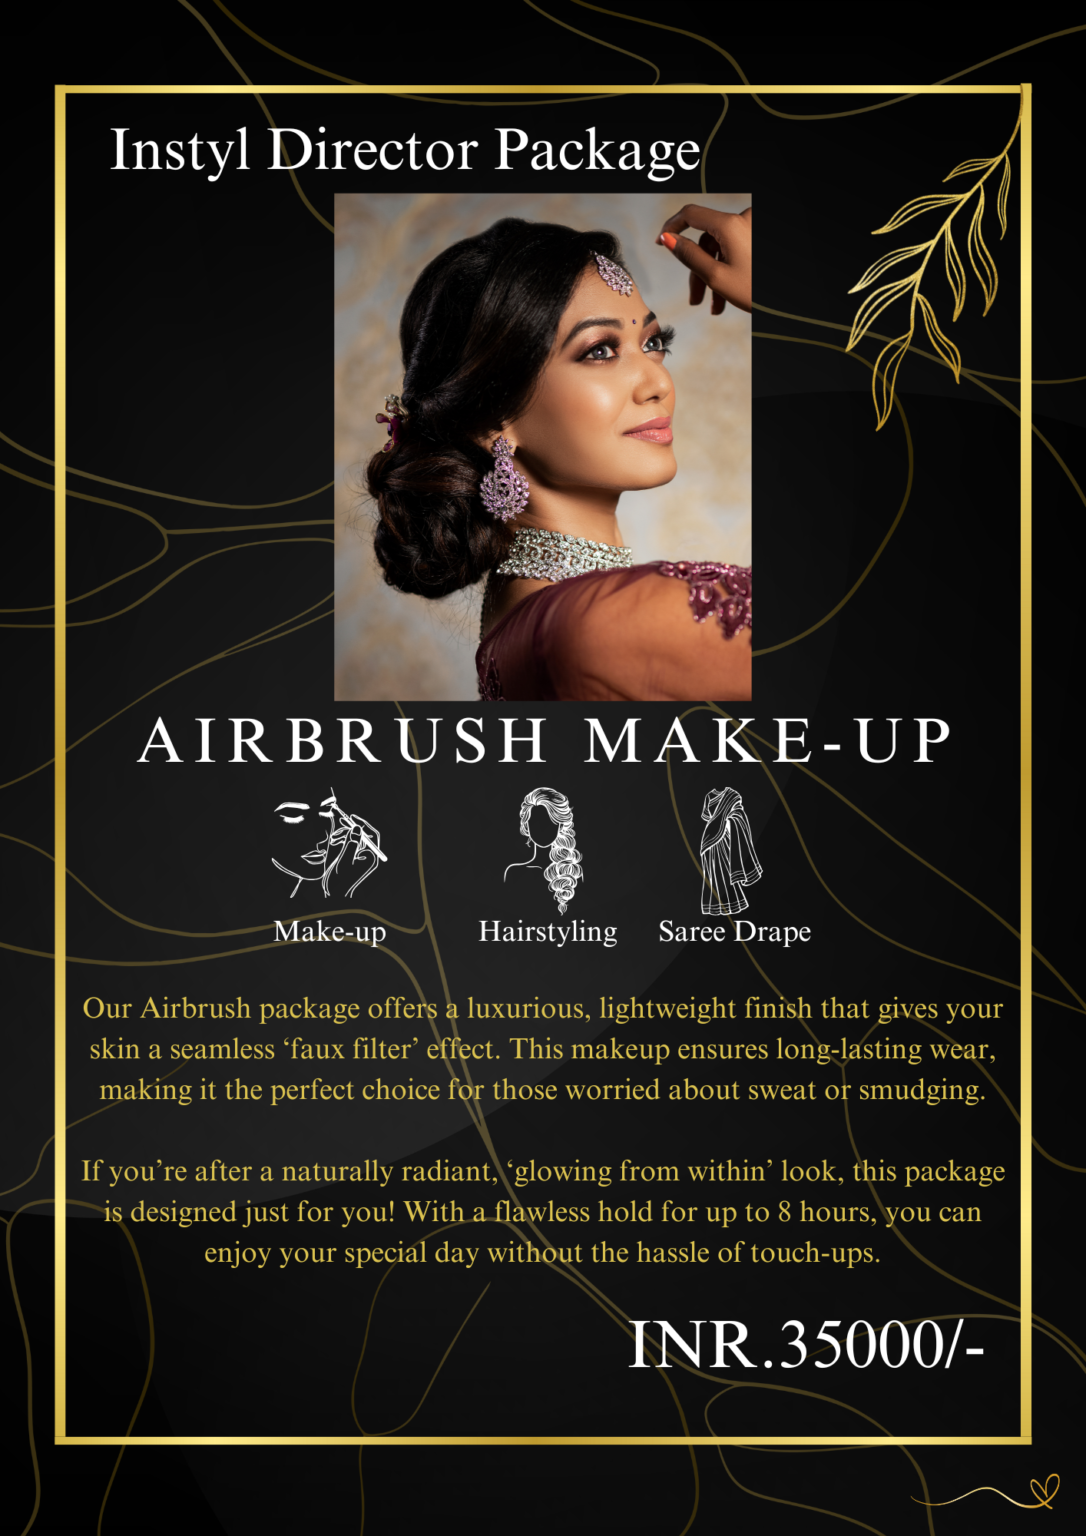 Instyl Director Package
AIRBRUSH MAKE-UP
Make-up
Hairstyling
Saree Drape
Our Airbrush package offers a luxurious, lightweight finish that gives your
skin a seamless ‘faux filter’ effect. This makeup ensures long-lasting wear,
making it the perfect choice for those worried about sweat or smudging.
If you’re after a naturally radiant, ‘glowing from within’ look, this package
is designed just for you! With a flawless hold for up to 8 hours, you can
enjoy your special day without the hassle of touch-ups.
INR.35000/-